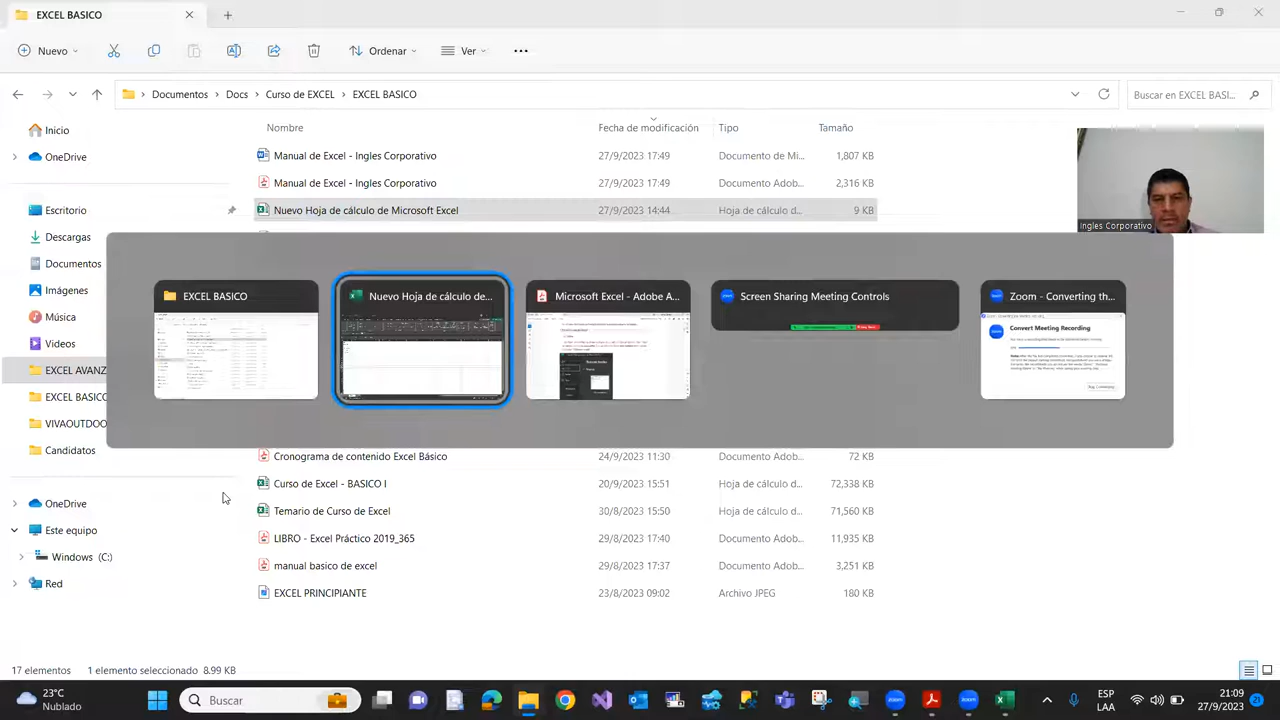 EXCEL BASICO
Nuevo
Ordenar
Ver
Documentos
Docs
Curso de EXCEL
EXCEL BASICO
Buscar en EXCEL BASI...
Nombre
Fecha de modificación
Tipo
Tamaño
Inicio
OneDrive
Escritorio
Descargas
Documentos
Imágenes
Música
Videos
EXCEL AVANZ
EXCEL BASICO
VIVAOUTDOO
Candidatos
OneDrive
Este equipo
Windows (C:)
Red
Manual de Excel - Ingles Corporativo 27/9/2023 17:49 Documento de Mi... 1,807 KB
Manual de Excel - Ingles Corporativo 27/9/2023 17:49 Documento Adob... 2,316 KB
Nuevo Hoja de cálculo de Microsoft Excel 27/9/2023 14:44 Hoja de cálculo d... 9 KB
Ingles Corporativo
EXCEL BASICO
Nuevo Hoja de cálculo de...
Microsoft Excel - Adobe A...
Screen Sharing Meeting Controls
Zoom - Converting th...
Convert Meeting Recording
Cronograma de contenido Excel Básico 24/9/2023 11:30 Documento Adob... 72 KB
Curso de Excel - BASICO I 20/9/2023 15:51 Hoja de cálculo d... 72,338 KB
Temario de Curso de Excel 30/8/2023 15:50 Hoja de cálculo d... 71,560 KB
LIBRO - Excel Práctico 2019_365 29/8/2023 17:40 Documento Adob... 11,935 KB
manual basico de excel 29/8/2023 17:37 Documento Adob... 3,251 KB
EXCEL PRINCIPIANTE 23/8/2023 09:02 Archivo JPEG 180 KB
17 elementos 1 elemento seleccionado 8.99 KB
23°C
Nublado
Buscar
ESP
LAA
21:09
27/9/2023